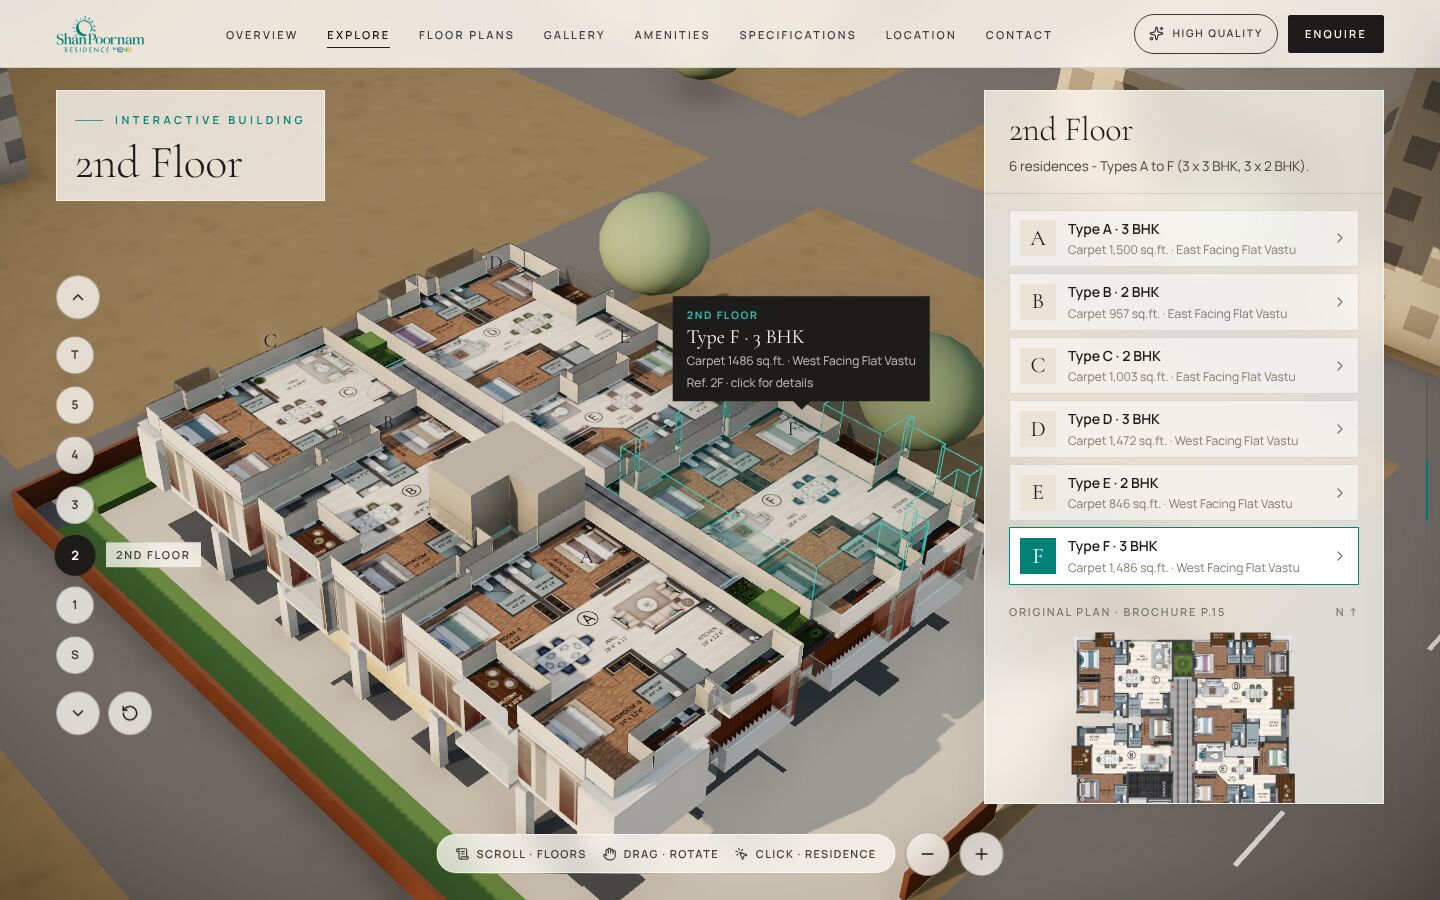 ShanPoornam
RESIDENCE BY ENS
OVERVIEW
EXPLORE
FLOOR PLANS
GALLERY
AMENITIES
SPECIFICATIONS
LOCATION
CONTACT
HIGH QUALITY
ENQUIRE
INTERACTIVE BUILDING
2nd Floor
T
5
4
3
2
2ND FLOOR
1
S
D
C
E
B
F
A
D
C
E
B
F
A
2ND FLOOR
Type F · 3 BHK
Carpet 1486 sq.ft. · West Facing Flat Vastu
Ref. 2F · click for details
2nd Floor
6 residences - Types A to F (3 x 3 BHK, 3 x 2 BHK).
A
Type A · 3 BHK
Carpet 1,500 sq.ft. · East Facing Flat Vastu
B
Type B · 2 BHK
Carpet 957 sq.ft. · East Facing Flat Vastu
C
Type C · 2 BHK
Carpet 1,003 sq.ft. · East Facing Flat Vastu
D
Type D · 3 BHK
Carpet 1,472 sq.ft. · West Facing Flat Vastu
E
Type E · 2 BHK
Carpet 846 sq.ft. · West Facing Flat Vastu
F
Type F · 3 BHK
Carpet 1,486 sq.ft. · West Facing Flat Vastu
ORIGINAL PLAN · BROCHURE P.15
N ↑
C
D
B
E
SCROLL · FLOORS
DRAG · ROTATE
CLICK · RESIDENCE